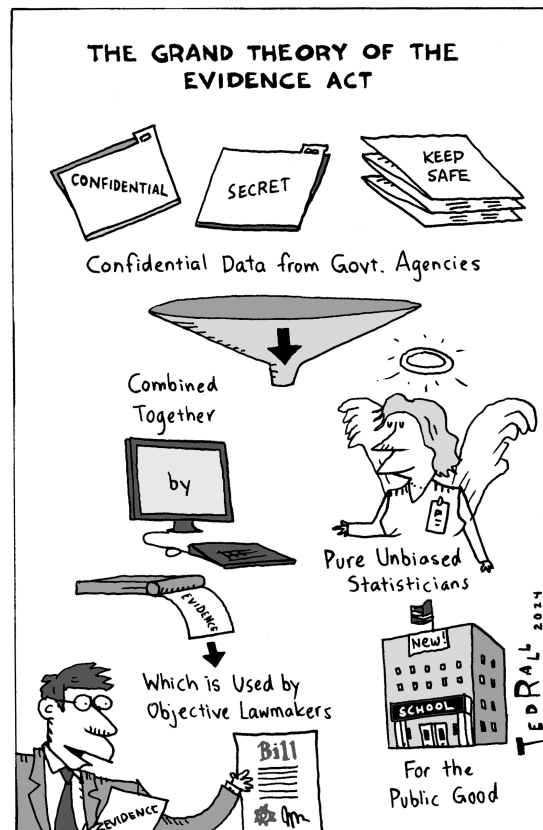 THE GRAND THEORY OF THE
EVIDENCE ACT
CONFIDENTIAL
SECRET
KEEP
SAFE
Confidential Data from Govt. Agencies
Combined
Together
by
Pure Unbiased
Statisticians
EVIDENCE
Which is Used by
Objective Lawmakers
EVIDENCE
Bill
New!
SCHOOL
For the
Public Good
TED RALL 2024